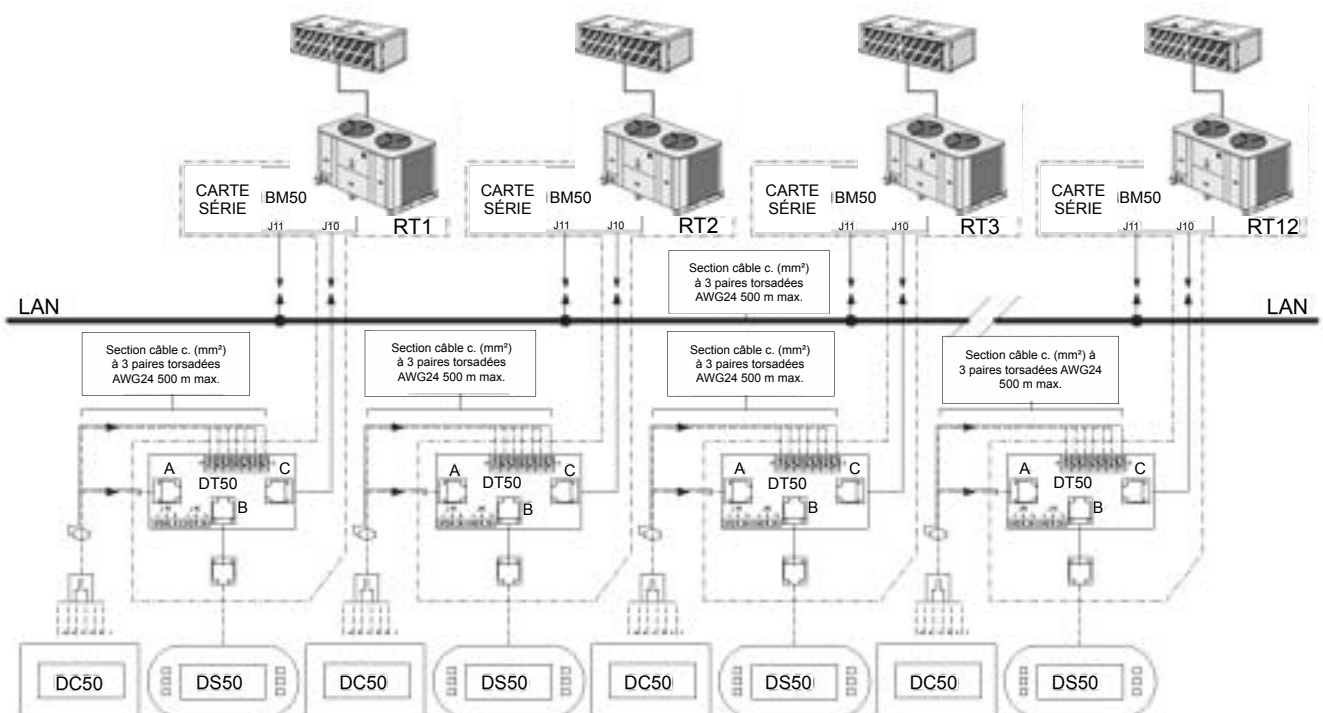 CARTE SÉRIE BM50
J11 J10
RT1
CARTE SÉRIE BM50
J11 J10
RT2
CARTE SÉRIE BM50
J11 J10
RT3
CARTE SÉRIE BM50
J11 J10
RT12
Section câble c. (mm²)
à 3 paires torsadées
AWG24 500 m max.
LAN
LAN
Section câble c. (mm²)
à 3 paires torsadées
AWG24 500 m max.
Section câble c. (mm²)
à 3 paires torsadées
AWG24 500 m max.
Section câble c. (mm²)
à 3 paires torsadées
AWG24 500 m max.
Section câble c. (mm²) à
3 paires torsadées AWG24
500 m max.
A
DT50
C
B
A
DT50
C
B
A
DT50
C
B
A
DT50
C
B
DC50
DS50
DC50
DS50
DC50
DS50
DC50
DS50